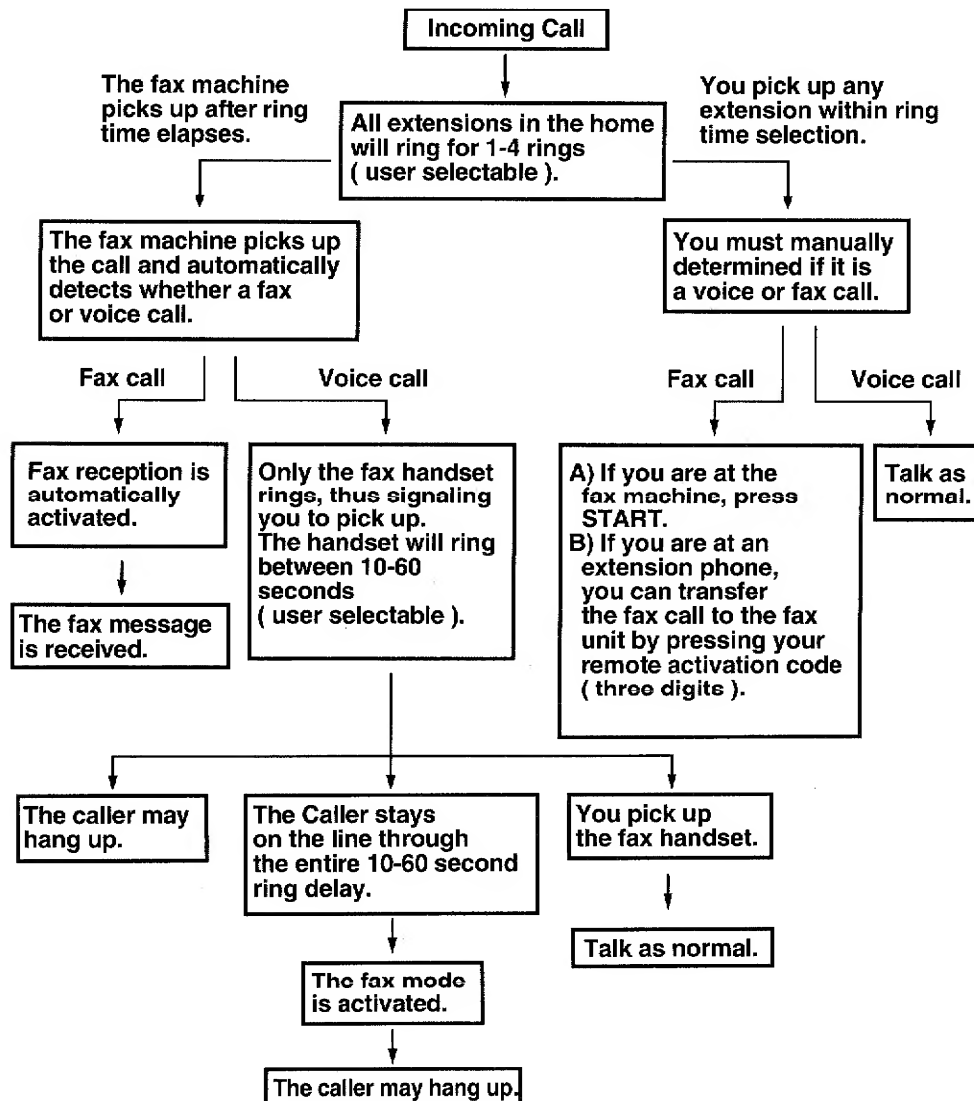 Incoming Call
The fax machine
picks up after ring
time elapses.
You pick up any
extension within ring
time selection.
All extensions in the home
will ring for 1-4 rings
( user selectable ).
The fax machine picks up
the call and automatically
detects whether a fax
or voice call.
You must manually
determined if it is
a voice or fax call.
Fax call
Voice call
Fax call
Voice call
Fax reception is
automatically
activated.
Only the fax handset
rings, thus signaling
you to pick up.
The handset will ring
between 10-60
seconds
( user selectable ).
A) If you are at the
fax machine, press
START.
B) If you are at an
extension phone,
you can transfer
the fax call to the fax
unit by pressing your
remote activation code
( three digits ).
Talk as
normal.
The fax message
is received.
The caller may
hang up.
The Caller stays
on the line through
the entire 10-60 second
ring delay.
You pick up
the fax handset.
Talk as normal.
The fax mode
is activated.
The caller may hang up.